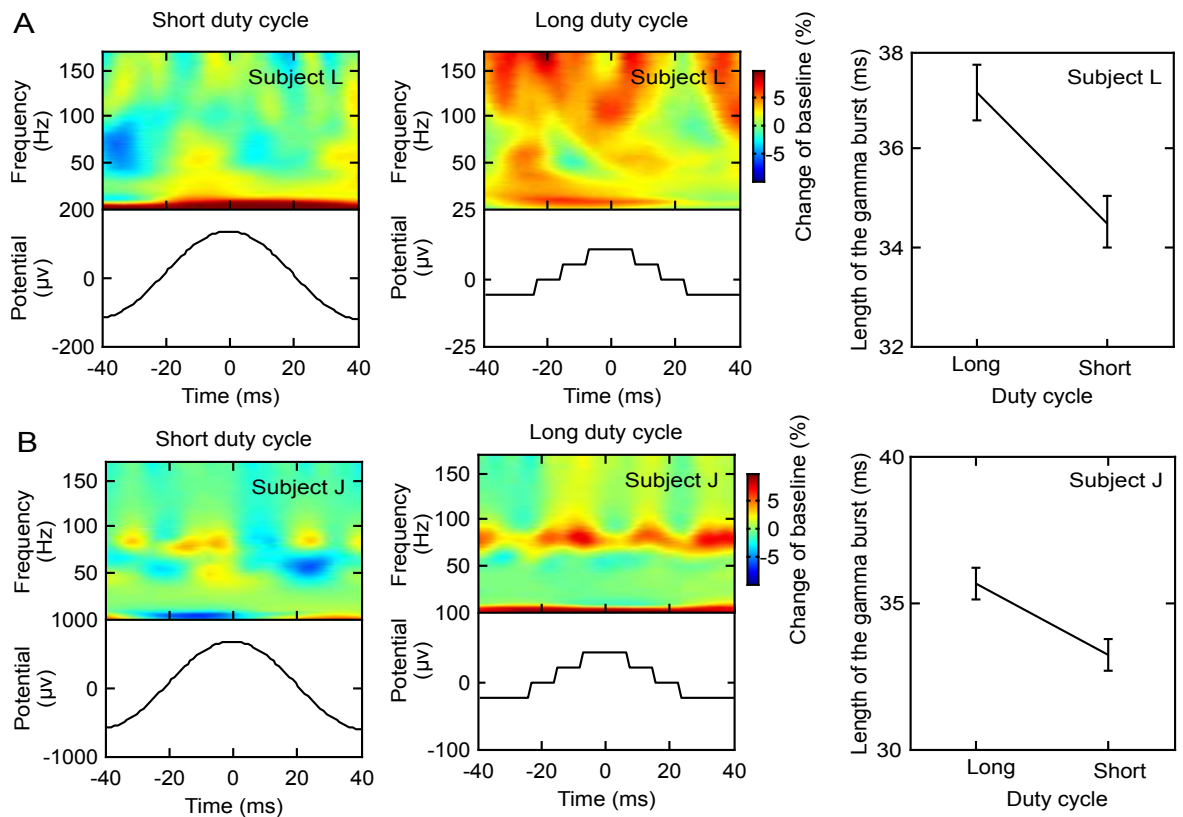 A
Short duty cycle
Long duty cycle
Subject L
Subject L
Subject L
150
100
50
Frequency
(Hz)
150
100
50
Frequency
(Hz)
5
0
-5
Change of baseline (%)
200
0
-200
Potential
(µv)
25
0
-25
Potential
(µv)
-40 -20 0 20 40
Time (ms)
-40 -20 0 20 40
Time (ms)
38
36
34
32
Length of the gamma burst (ms)
Long Short
Duty cycle
B
Short duty cycle
Long duty cycle
Subject J
Subject J
Subject J
150
100
50
Frequency
(Hz)
150
100
50
Frequency
(Hz)
5
0
-5
Change of baseline (%)
1000
0
-1000
Potential
(µv)
100
0
-100
Potential
(µv)
-40 -20 0 20 40
Time (ms)
-40 -20 0 20 40
Time (ms)
40
35
30
Length of the gamma burst (ms)
Long Short
Duty cycle